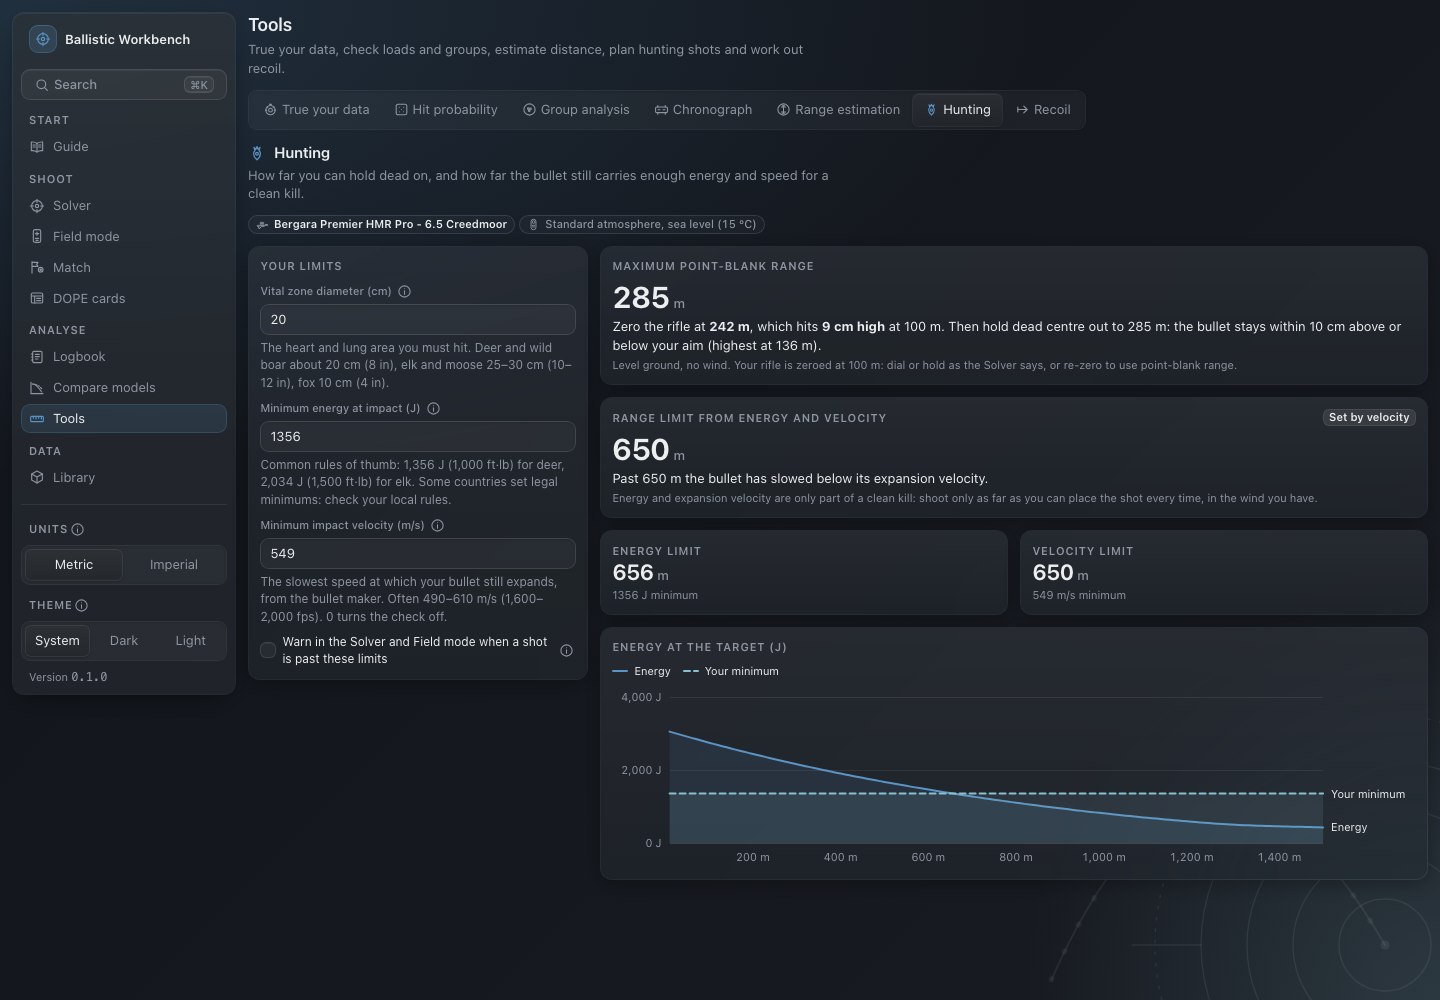 Ballistic Workbench
Search ⌘K
START
Guide
SHOOT
Solver
Field mode
Match
DOPE cards
ANALYSE
Logbook
Compare models
Tools
DATA
Library
UNITS
Metric Imperial
THEME
System Dark Light
Version 0.1.0
Tools
True your data, check loads and groups, estimate distance, plan hunting shots and work out
recoil.
True your data Hit probability Group analysis Chronograph Range estimation Hunting Recoil
Hunting
How far you can hold dead on, and how far the bullet still carries enough energy and speed for a
clean kill.
Bergara Premier HMR Pro - 6.5 Creedmoor Standard atmosphere, sea level (15 °C)
YOUR LIMITS
Vital zone diameter (cm)
20
The heart and lung area you must hit. Deer and wild
boar about 20 cm (8 in), elk and moose 25–30 cm (10–
12 in), fox 10 cm (4 in).
Minimum energy at impact (J)
1356
Common rules of thumb: 1,356 J (1,000 ft·lb) for deer,
2,034 J (1,500 ft·lb) for elk. Some countries set legal
minimums: check your local rules.
Minimum impact velocity (m/s)
549
The slowest speed at which your bullet still expands,
from the bullet maker. Often 490–610 m/s (1,600–
2,000 fps). 0 turns the check off.
Warn in the Solver and Field mode when a shot
is past these limits
MAXIMUM POINT-BLANK RANGE
285 m
Zero the rifle at 242 m, which hits 9 cm high at 100 m. Then hold dead centre out to 285 m: the bullet stays within 10 cm above or
below your aim (highest at 136 m).
Level ground, no wind. Your rifle is zeroed at 100 m: dial or hold as the Solver says, or re-zero to use point-blank range.
RANGE LIMIT FROM ENERGY AND VELOCITY Set by velocity
650 m
Past 650 m the bullet has slowed below its expansion velocity.
Energy and expansion velocity are only part of a clean kill: shoot only as far as you can place the shot every time, in the wind you have.
ENERGY LIMIT
656 m
1356 J minimum
VELOCITY LIMIT
650 m
549 m/s minimum
ENERGY AT THE TARGET (J)
Energy Your minimum
4,000 J
2,000 J
0 J
Your minimum
Energy
200 m 400 m 600 m 800 m 1,000 m 1,200 m 1,400 m